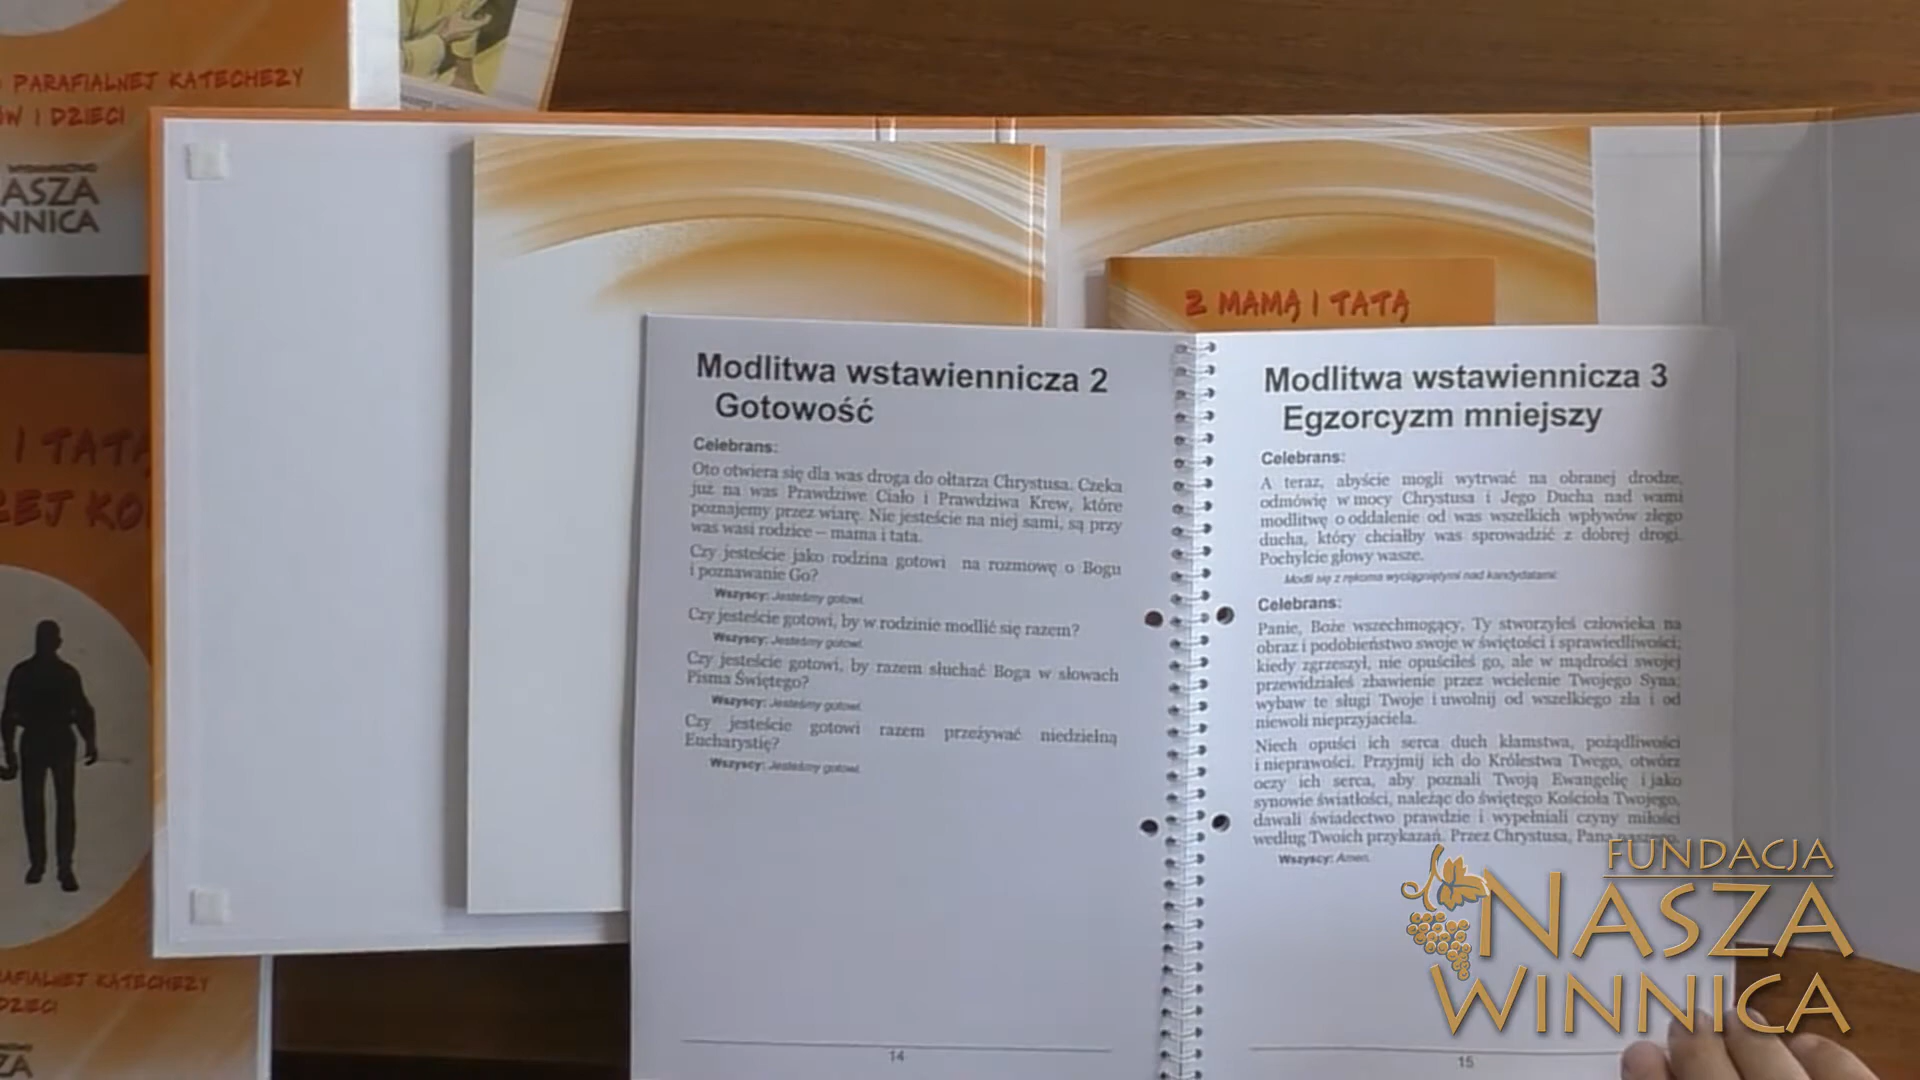 PARAFIALNEJ KATECHEZY
I DZIECI
ASZA
NNICA
I TATĄ
Z MAMĄ I TATĄ
Modlitwa wstawiennicza 2
Gotowość
Celebrans:
Oto otwiera się dla was droga do ołtarza Chrystusa. Czeka
już na was Prawdziwe Ciało i Prawdziwa Krew, które
poznajemy przez wiarę. Nie jesteście na niej sami, są przy
was wasi rodzice – mama i tata.
Czy jesteście jako rodzina gotowi na rozmowę o Bogu
i poznawanie Go?
Wszyscy: Jesteśmy gotowi.
Czy jesteście gotowi, by w rodzinie modlić się razem?
Wszyscy: Jesteśmy gotowi.
Czy jesteście gotowi, by razem słuchać Boga w słowach
Pisma Świętego?
Wszyscy: Jesteśmy gotowi.
Czy jesteście gotowi razem przeżywać niedzielną
Eucharystię?
Wszyscy: Jesteśmy gotowi.
14
Modlitwa wstawiennicza 3
Egzorcyzm mniejszy
Celebrans:
A teraz, abyście mogli wytrwać na obranej drodze,
odmówię w mocy Chrystusa i Jego Ducha nad wami
modlitwę o oddalenie od was wszelkich wpływów złego
ducha, który chciałby was sprowadzić z dobrej drogi.
Pochylcie głowy wasze.
Modli się z rękoma wyciągniętymi nad kandydatami:
Celebrans:
Panie, Boże wszechmogący, Ty stworzyłeś człowieka na
obraz i podobieństwo swoje w świętości i sprawiedliwości;
kiedy zgrzeszył, nie opuściłeś go, ale w mądrości swojej
przewidziałeś zbawienie przez wcielenie Twojego Syna;
wybaw te sługi Twoje i uwolnij od wszelkiego zła i od
niewoli nieprzyjaciela.
Niech opuści ich serca duch kłamstwa, pożądliwości
i nieprawości. Przyjmij ich do Królestwa Twego, otwórz
oczy ich serca, aby poznali Twoją Ewangelię i jako
synowie światłości, należąc do świętego Kościoła Twojego,
dawali świadectwo prawdzie i wypełniali czyny miłości
według Twoich przykazań. Przez Chrystusa, Pana naszego.
Wszyscy: Amen.
15
KATECHEZY
DZIECI
FUNDACJA
NASZA
WINNICA